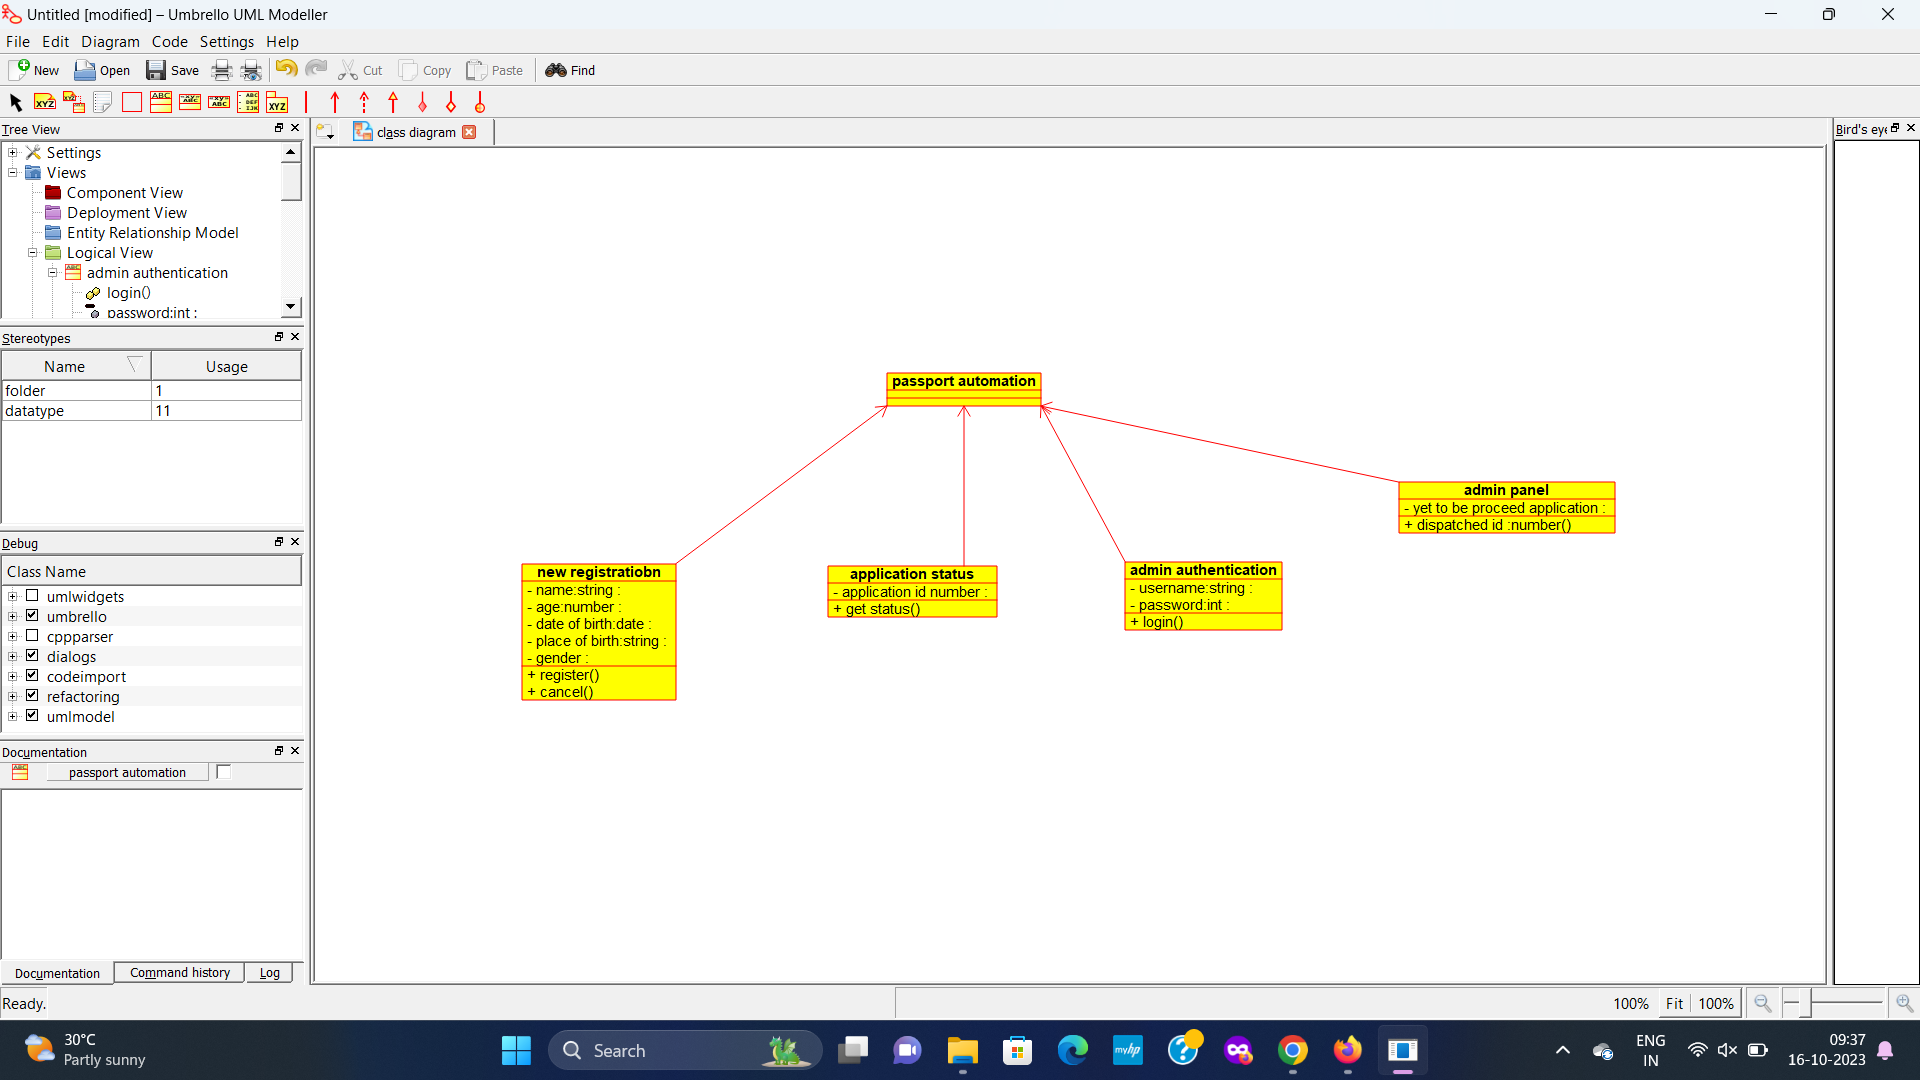 Untitled [modified] – Umbrello UML Modeller
File Edit Diagram Code Settings Help
New Open Save Cut Copy Paste Find
Tree View
class diagram
Bird's eye
Settings
Views
Component View
Deployment View
Entity Relationship Model
Logical View
admin authentication
login()
password:int :
Stereotypes
Name Usage
folder 1
datatype 11
Debug
Class Name
umlwidgets
umbrello
cppparser
dialogs
codeimport
refactoring
umlmodel
Documentation
passport automation
Documentation Command history Log
passport automation
admin panel
- yet to be proceed application :
+ dispatched id :number()
new registratiobn
- name:string :
- age:number :
- date of birth:date :
- place of birth:string :
- gender :
+ register()
+ cancel()
application status
- application id number :
+ get status()
admin authentication
- username:string :
- password:int :
+ login()
Ready.
100% Fit 100%
30°C
Partly sunny
Search
myhp
ENG
IN
09:37
16-10-2023